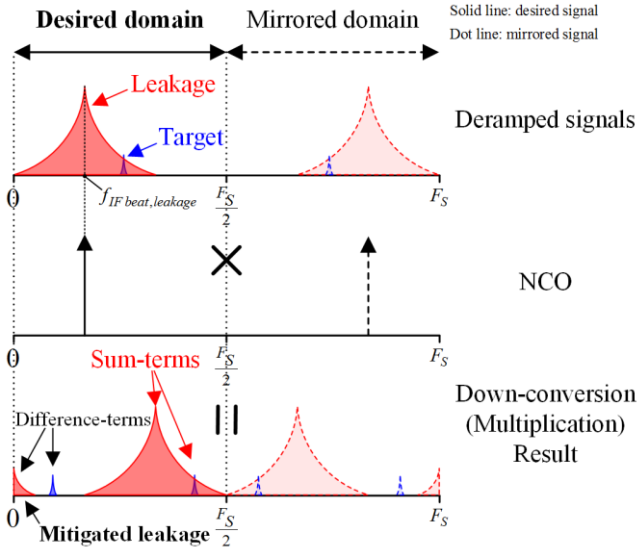 Desired domain
Mirrored domain
Solid line: desired signal
Dot line: mirrored signal
Leakage
Target
Deramped signals
0
f_{IF beat,leakage}
F_S
2
F_S
NCO
0
F_S
2
F_S
Sum-terms
Difference-terms
Down-conversion
(Multiplication)
Result
0
Mitigated leakage
F_S
2
F_S